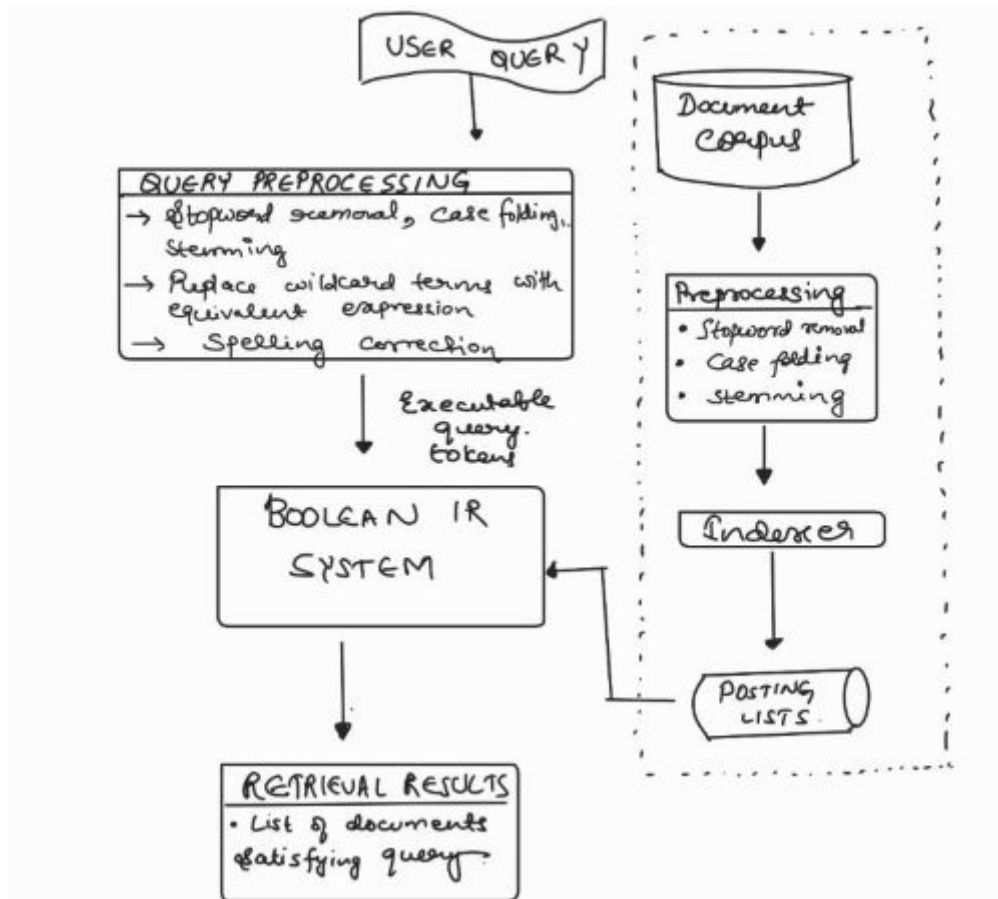 USER QUERY
QUERY PREPROCESSING
→ Stopword removal, case folding,
stemming
→ Replace wildcard terms with
equivalent expression
→ Spelling correction
Executable
query
tokens
BOOLEAN IR
SYSTEM
RETRIEVAL RESULTS
• List of documents
satisfying query
Document
Corpus
Preprocessing
• Stopword removal
• Case folding
• stemming
Indexer
POSTING
LISTS